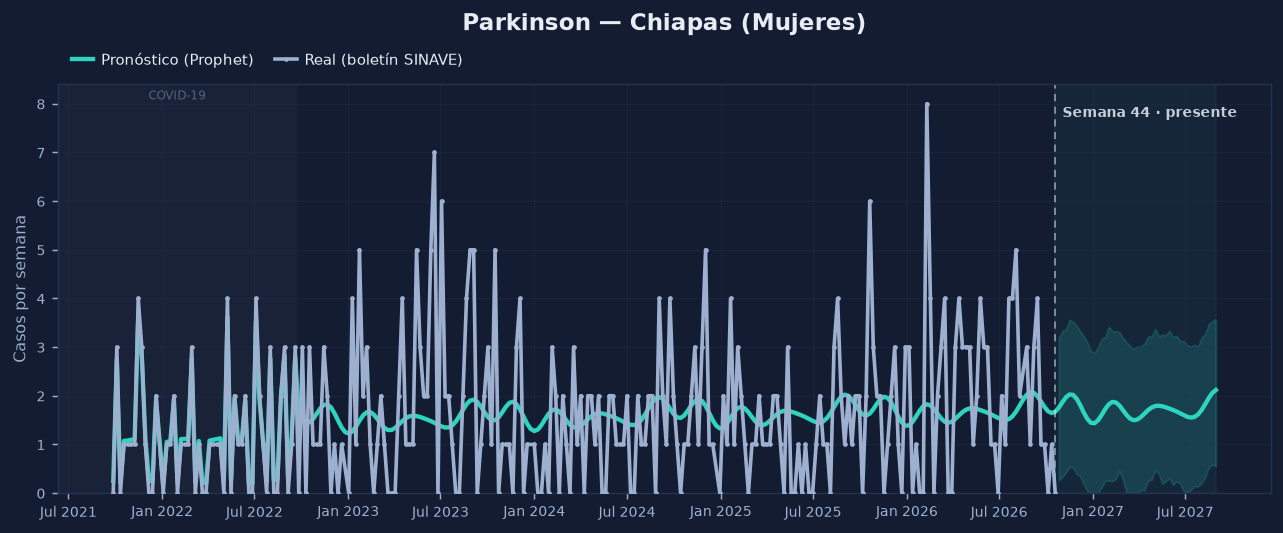 Parkinson — Chiapas (Mujeres)
Pronóstico (Prophet)
Real (boletín SINAVE)
COVID-19
Semana 44 · presente
Casos por semana
8
7
6
5
4
3
2
1
0
Jul 2021
Jan 2022
Jul 2022
Jan 2023
Jul 2023
Jan 2024
Jul 2024
Jan 2025
Jul 2025
Jan 2026
Jul 2026
Jan 2027
Jul 2027